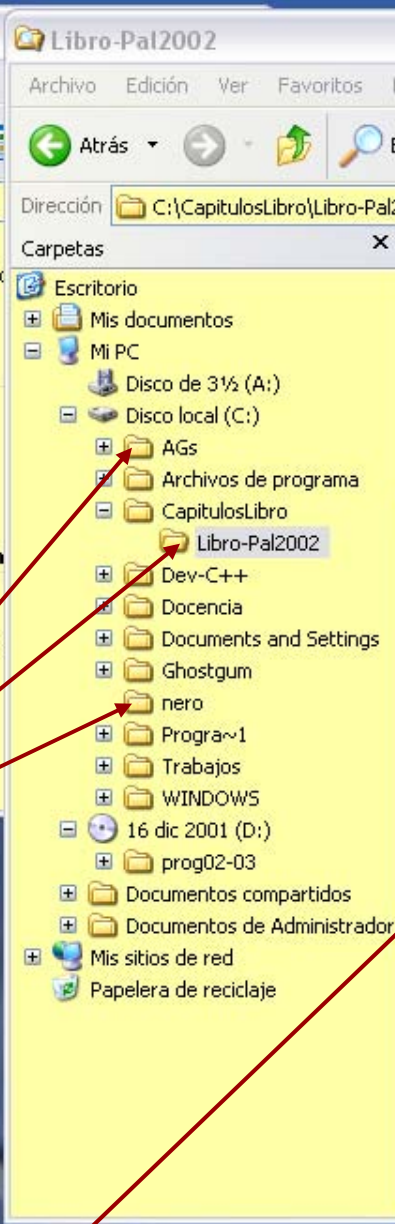 Libro-Pal2002
Archivo Edición Ver Favoritos
Atrás
Dirección C:\CapitulosLibro\Libro-Pal2
Carpetas
Escritorio
Mis documentos
Mi PC
Disco de 3½ (A:)
Disco local (C:)
AGs
Archivos de programa
CapitulosLibro
Libro-Pal2002
Dev-C++
Docencia
Documents and Settings
Ghostgum
nero
Progra~1
Trabajos
WINDOWS
16 dic 2001 (D:)
prog02-03
Documentos compartidos
Documentos de Administrador
Mis sitios de red
Papelera de reciclaje